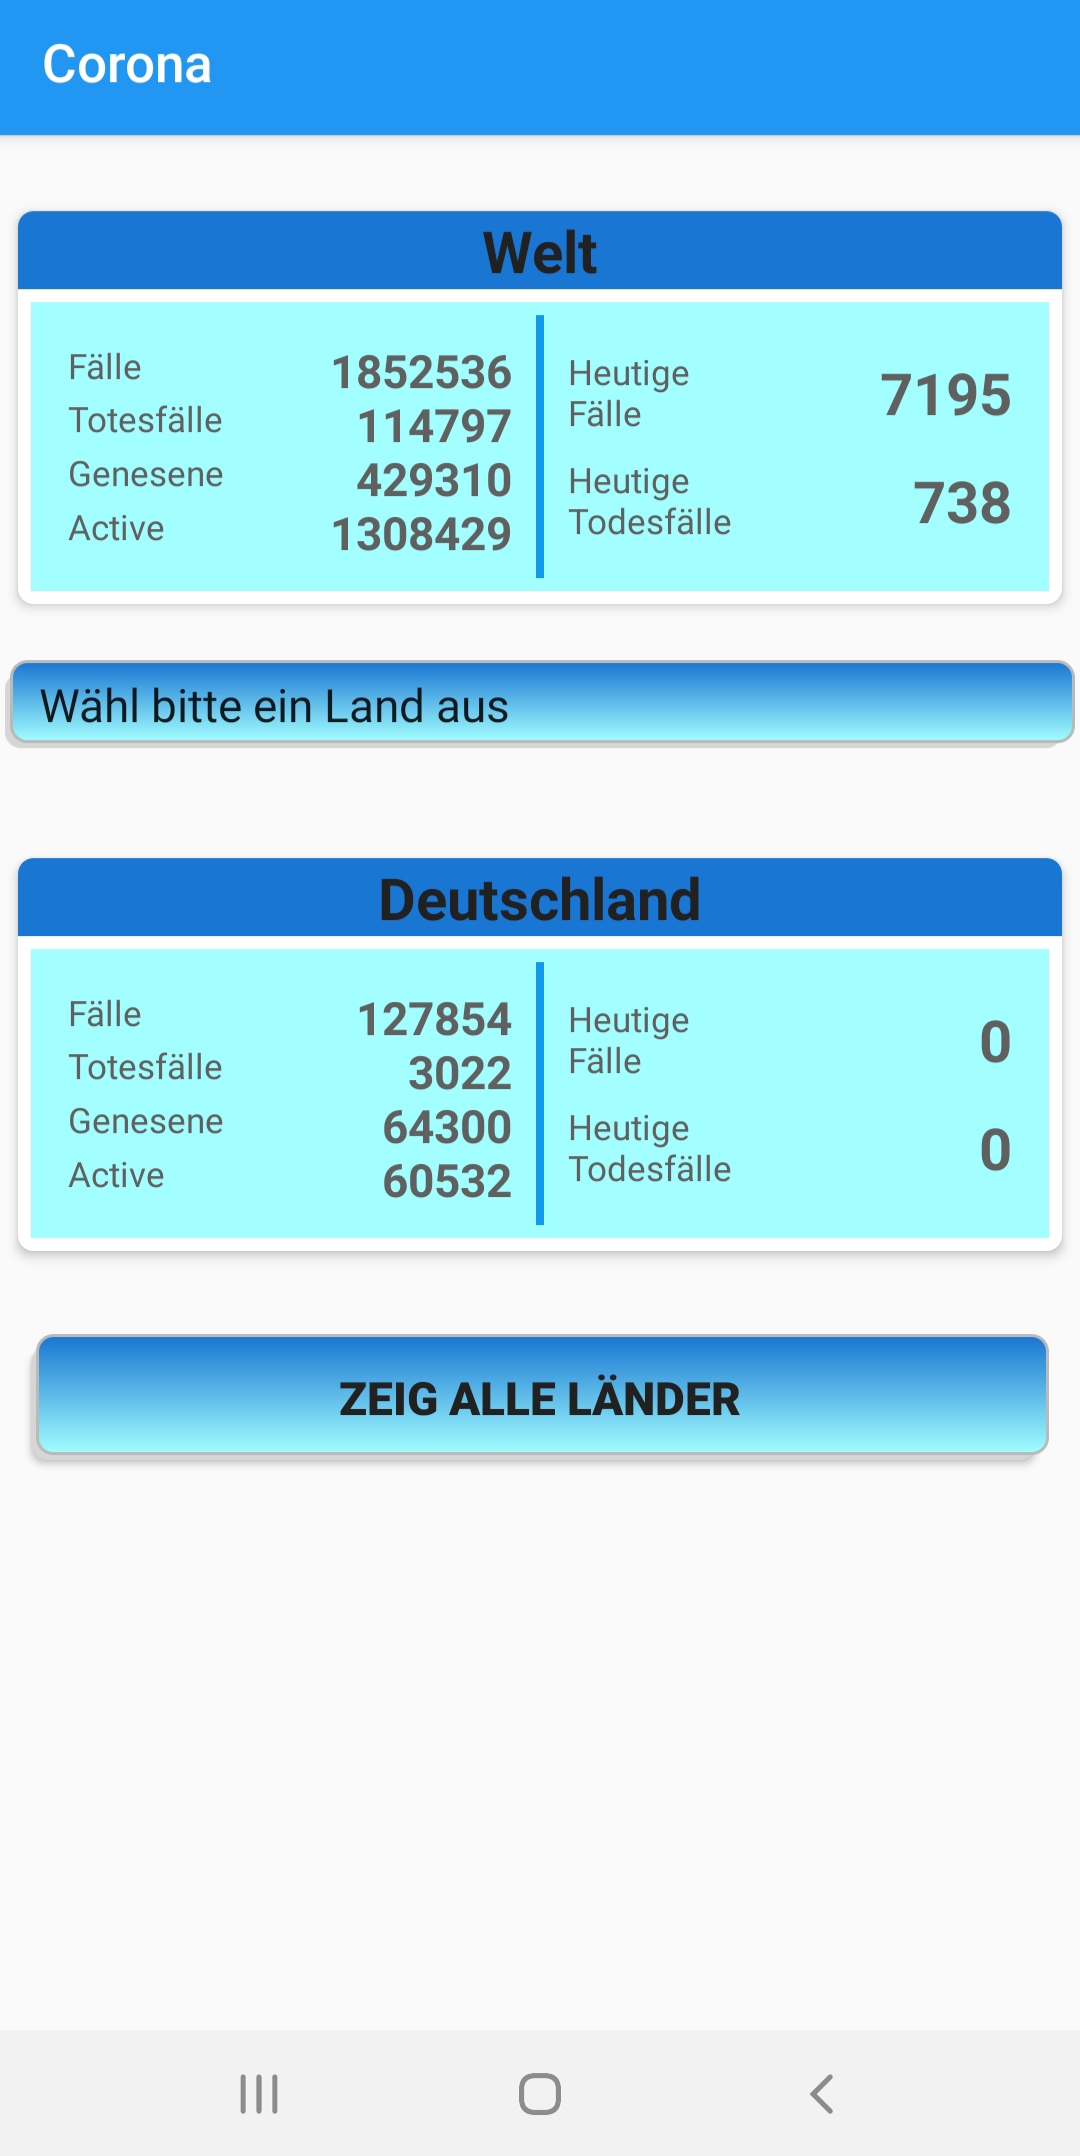 Corona
Welt
Fälle 1852536
Totesfälle 114797
Genesene 429310
Active 1308429
Heutige
Fälle
7195
Heutige
Todesfälle
738
Wähl bitte ein Land aus
Deutschland
Fälle 127854
Totesfälle 3022
Genesene 64300
Active 60532
Heutige
Fälle
0
Heutige
Todesfälle
0
ZEIG ALLE LÄNDER